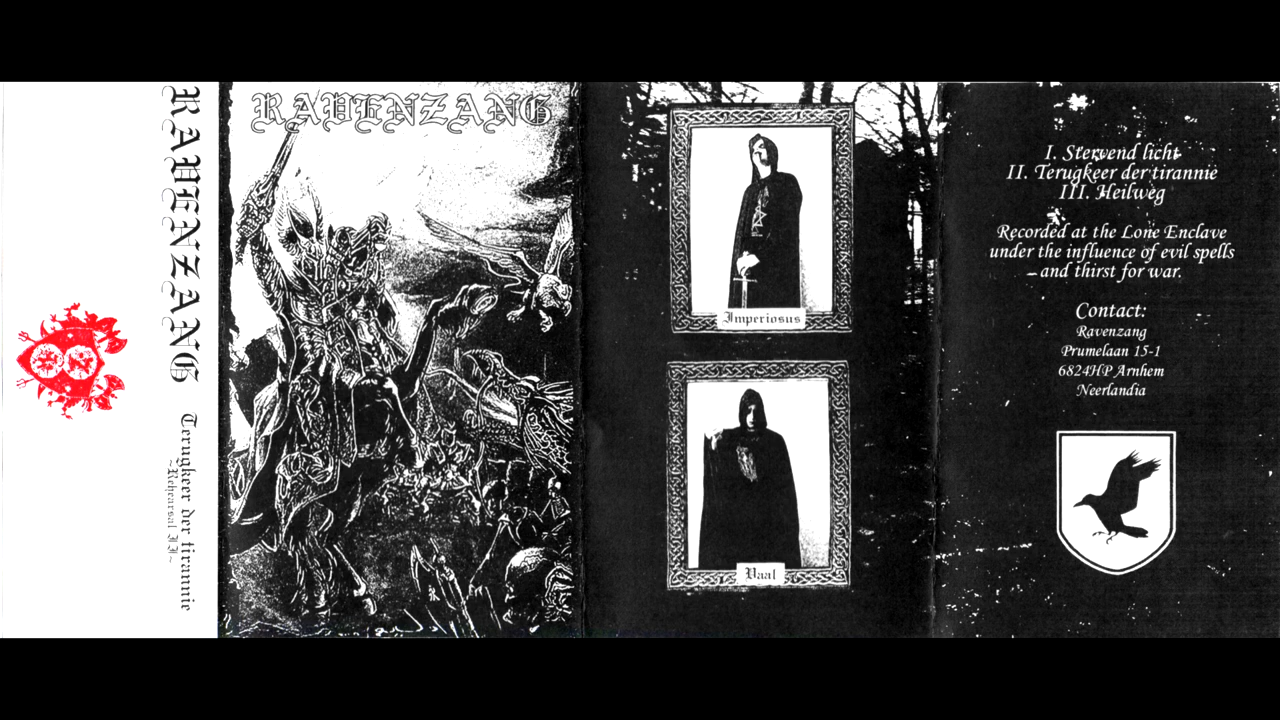 RAVENZANG
Terugkeer der tirannie
~Rehearsal II~
RAVENZANG
Imperiosus
Vaal
I. Stervend licht
II. Terugkeer der tirannie
III. Heilweg
Recorded at the Lone Enclave
under the influence of evil spells
and thirst for war.
Contact:
Ravenzang
Prumelaan 15-1
6824HP Arnhem
Neerlandia